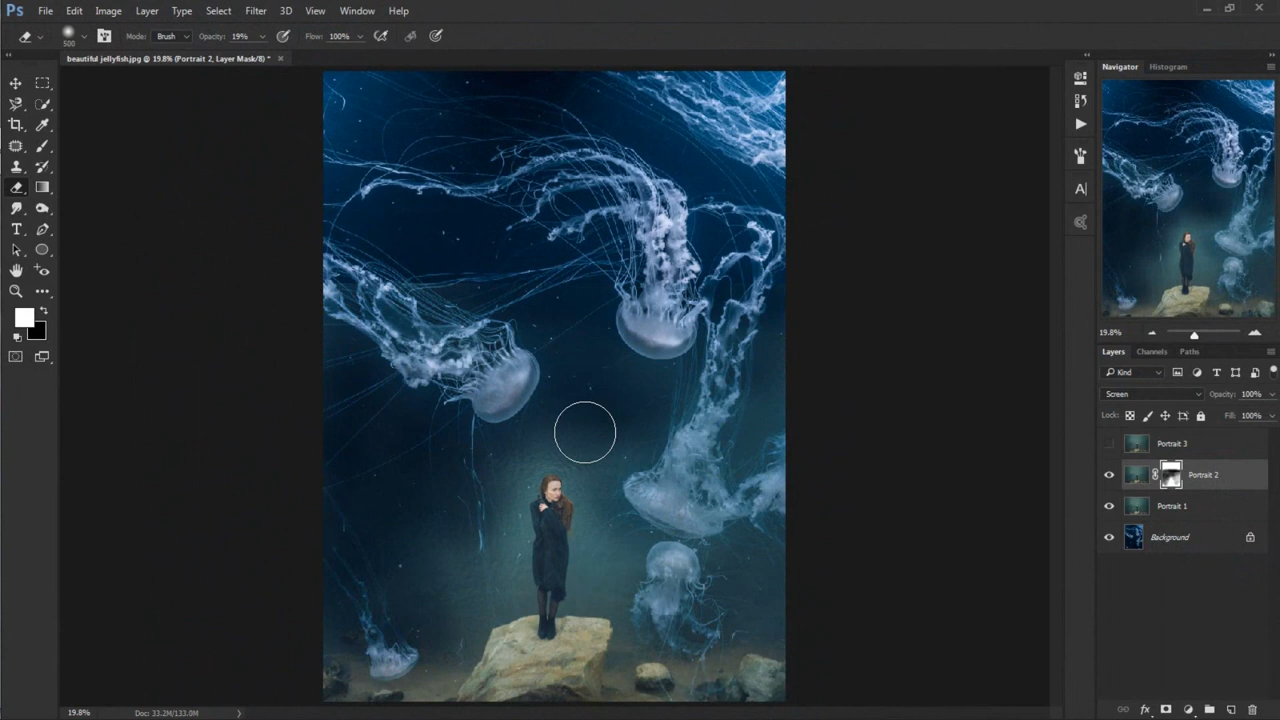 Ps File Edit Image Layer Type Select Filter 3D View Window Help
500 Mode: Brush Opacity: 19% Flow: 100%
beautiful jellyfish.jpg @ 19.8% (Portrait 2, Layer Mask/8) *
Navigator Histogram
19.8%
Layers Channels Paths
Kind
Screen Opacity: 100%
Lock: Fill: 100%
Portrait 3
Portrait 2
Portrait 1
Background
19.8% Doc: 33.2M/133.0M